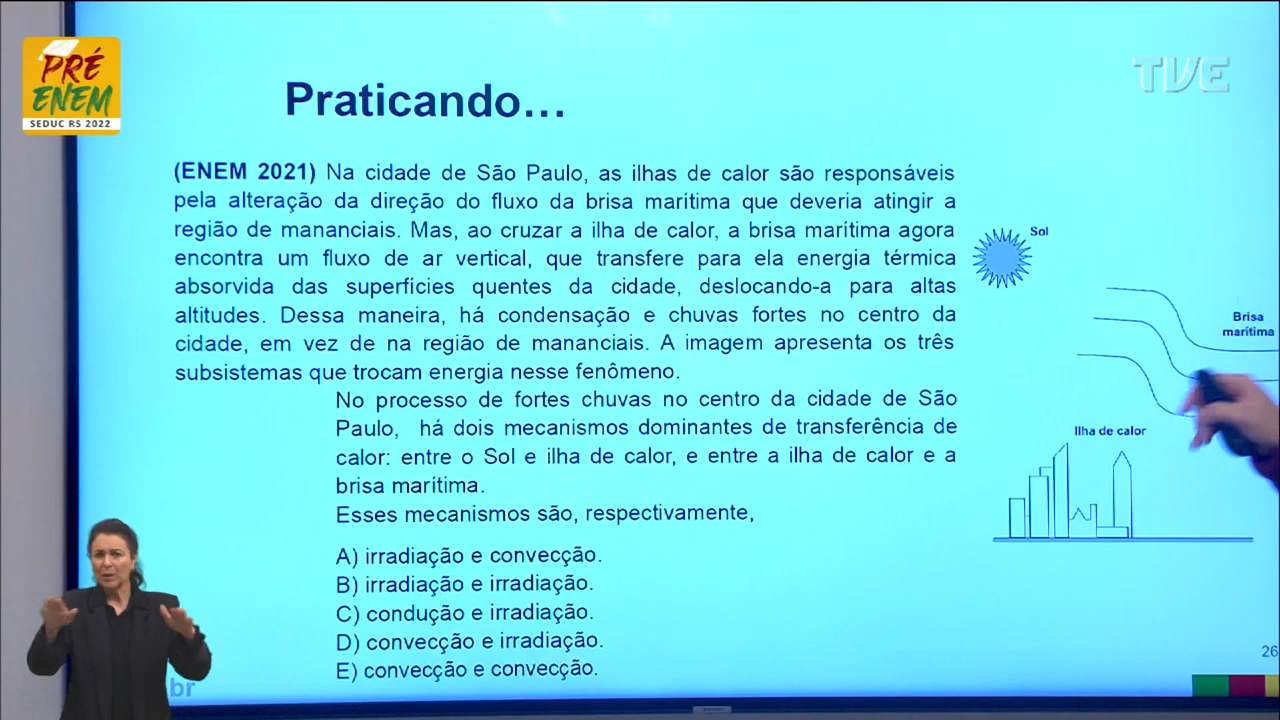 PRÉ
ENEM
SEDUC RS 2022
TVE
Praticando...
(ENEM 2021) Na cidade de São Paulo, as ilhas de calor são responsáveis
pela alteração da direção do fluxo da brisa marítima que deveria atingir a
região de mananciais. Mas, ao cruzar a ilha de calor, a brisa marítima agora
encontra um fluxo de ar vertical, que transfere para ela energia térmica
absorvida das superfícies quentes da cidade, deslocando-a para altas
altitudes. Dessa maneira, há condensação e chuvas fortes no centro da
cidade, em vez de na região de mananciais. A imagem apresenta os três
subsistemas que trocam energia nesse fenômeno.
No processo de fortes chuvas no centro da cidade de São
Paulo, há dois mecanismos dominantes de transferência de
calor: entre o Sol e ilha de calor, e entre a ilha de calor e a
brisa marítima.
Esses mecanismos são, respectivamente,
A) irradiação e convecção.
B) irradiação e irradiação.
C) condução e irradiação.
D) convecção e irradiação.
E) convecção e convecção.
Sol
Brisa
marítima
Ilha de calor
26
br